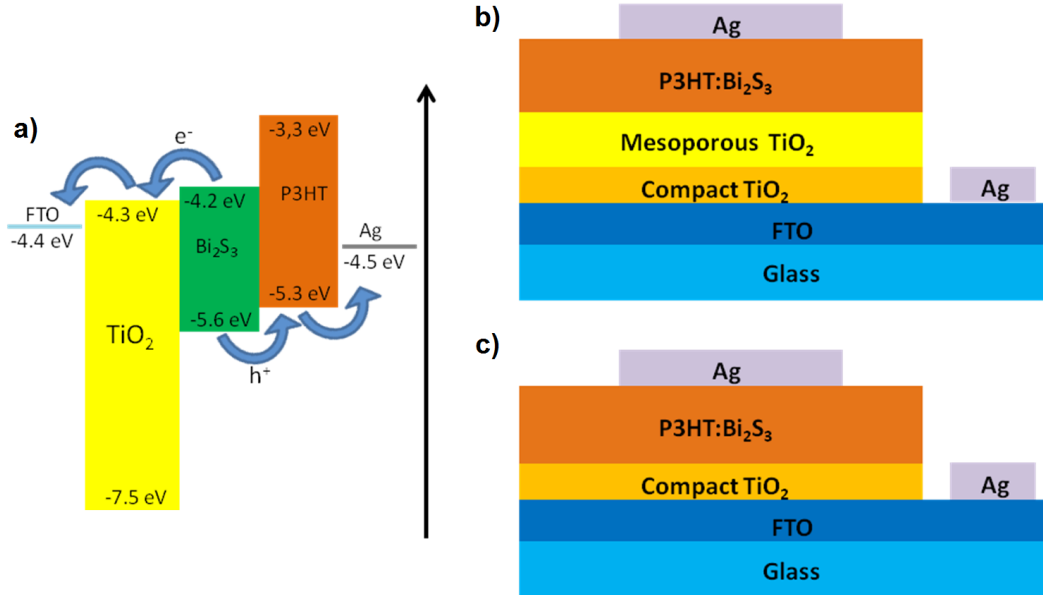 a)
e-
-3,3 eV
P3HT
-4.2 eV
-4.3 eV
FTO
-4.4 eV
Bi₂S₃
Ag
-4.5 eV
-5.3 eV
-5.6 eV
TiO₂
h⁺
-7.5 eV
b)
Ag
P3HT:Bi₂S₃
Mesoporous TiO₂
Compact TiO₂
Ag
FTO
Glass
c)
Ag
P3HT:Bi₂S₃
Compact TiO₂
Ag
FTO
Glass